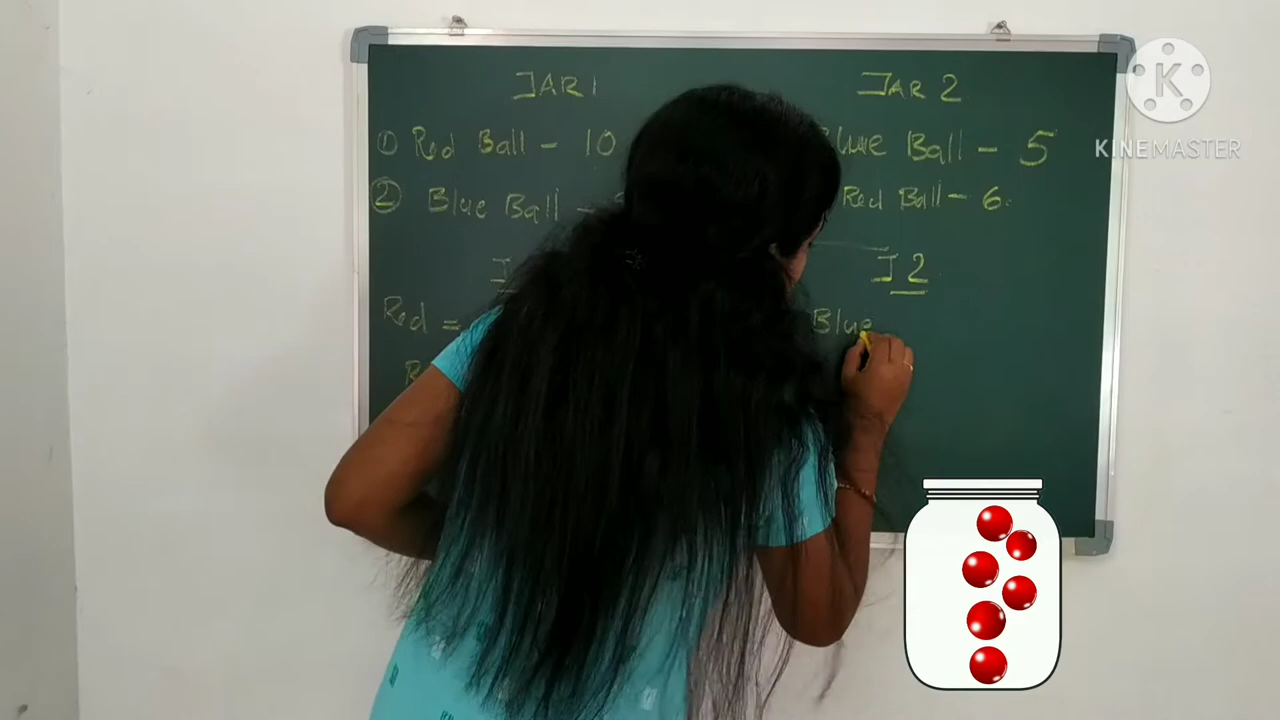 JAR 1
① Red Ball - 10
② Blue Ball -
Red =
JAR 2
Ball - 5
Red Ball - 6.
J 2
Blue
K
KINEMASTER